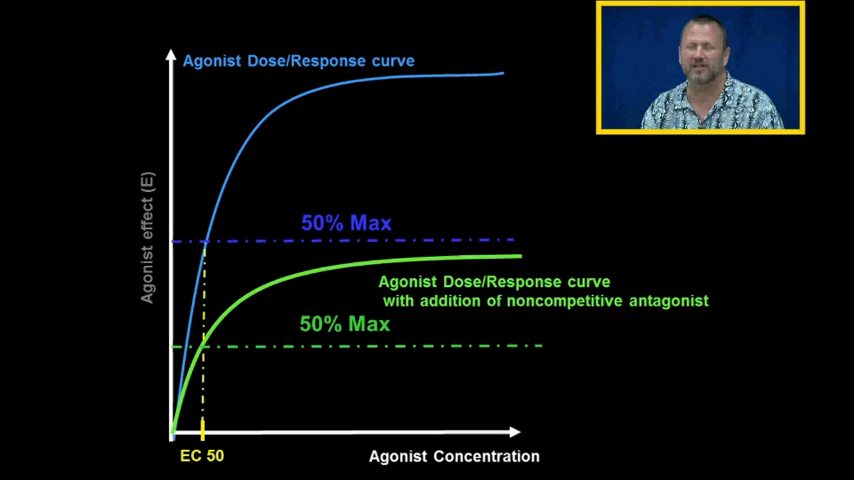 Agonist Dose/Response curve
Agonist effect (E)
50% Max
Agonist Dose/Response curve
with addition of noncompetitive antagonist
50% Max
EC 50
Agonist Concentration